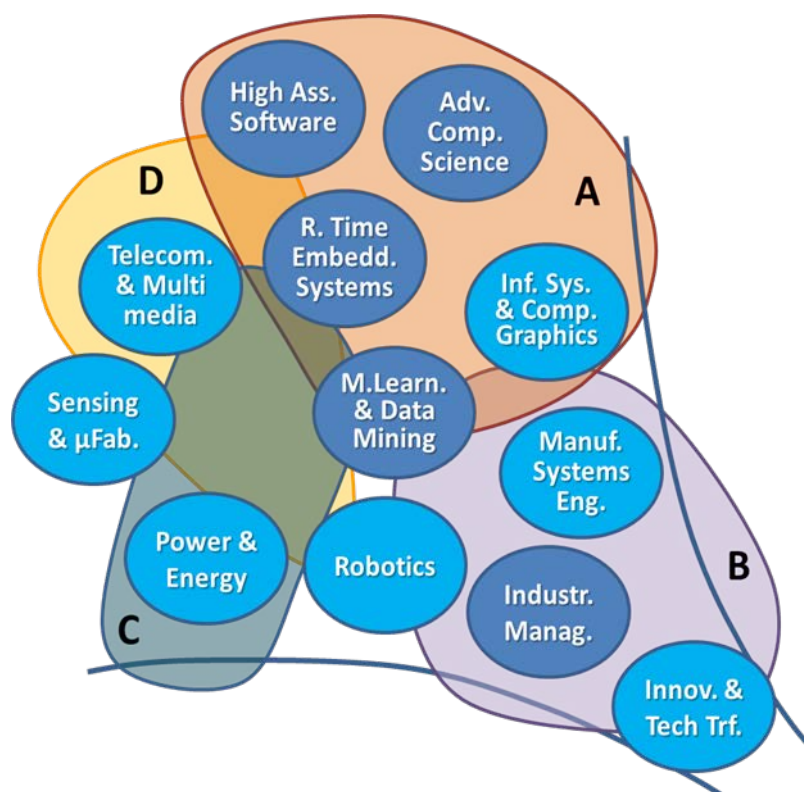 High Ass.
Software
Adv.
Comp.
Science
D
A
R. Time
Embedd.
Systems
Telecom.
& Multi
media
Inf. Sys.
& Comp.
Graphics
Sensing
& µFab.
M.Learn.
& Data
Mining
Manuf.
Systems
Eng.
Power &
Energy
Robotics
B
Industr.
Manag.
C
Innov. &
Tech Trf.